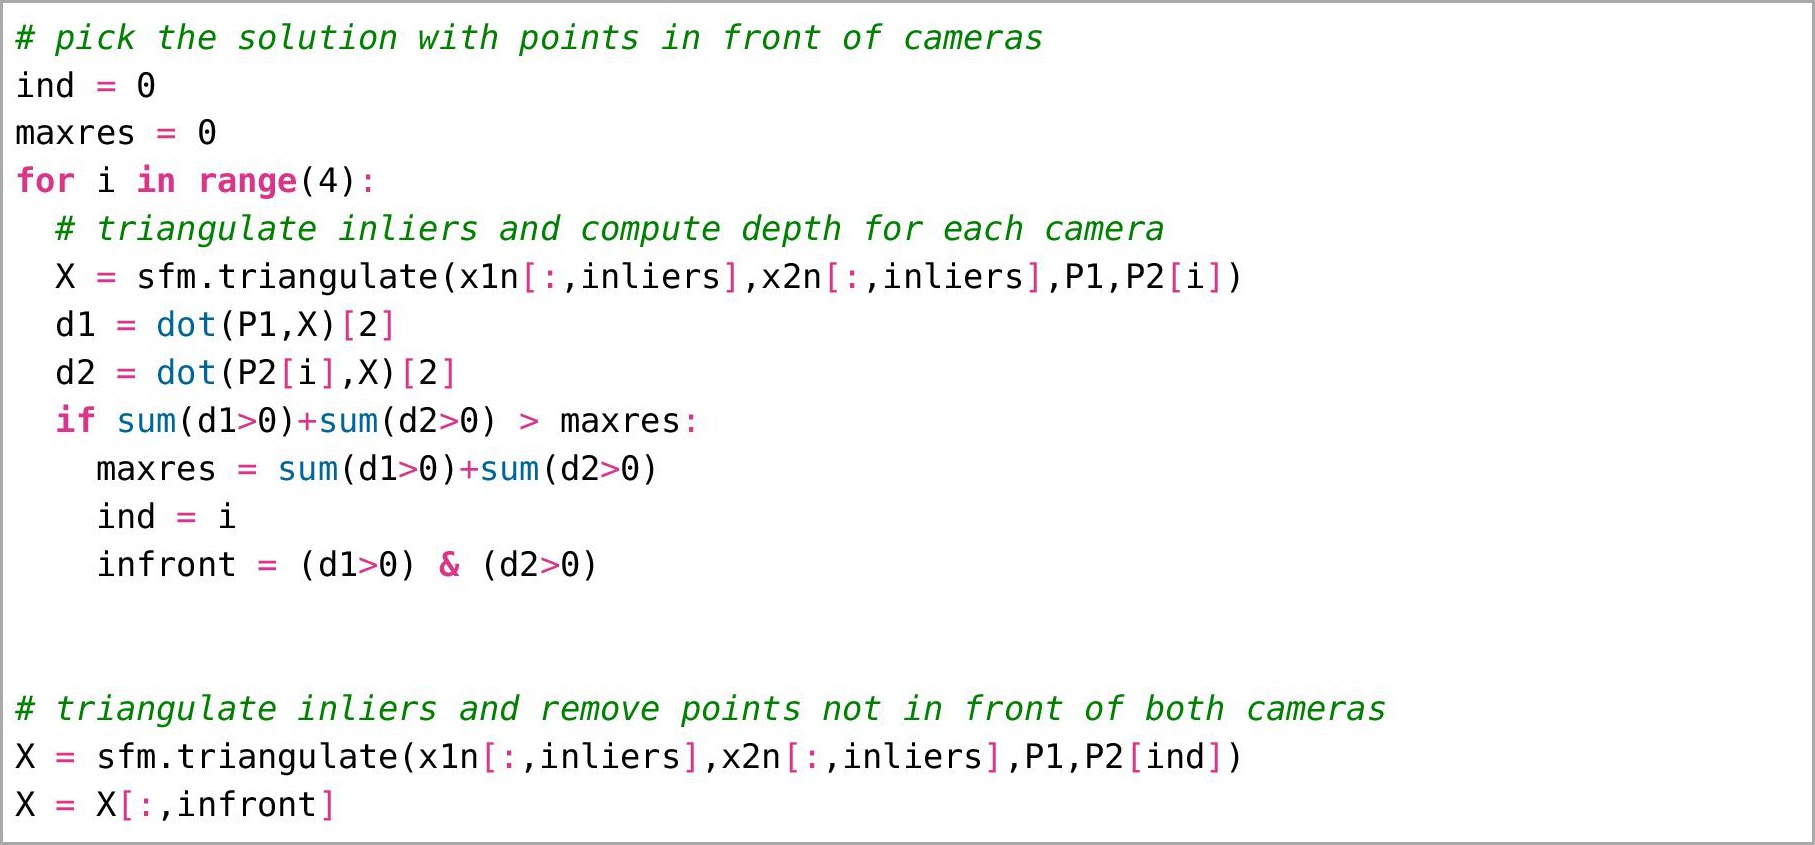 # pick the solution with points in front of cameras
ind = 0
maxres = 0
for i in range(4):
  # triangulate inliers and compute depth for each camera
  X = sfm.triangulate(x1n[:,inliers],x2n[:,inliers],P1,P2[i])
  d1 = dot(P1,X)[2]
  d2 = dot(P2[i],X)[2]
  if sum(d1>0)+sum(d2>0) > maxres:
    maxres = sum(d1>0)+sum(d2>0)
    ind = i
    infront = (d1>0) & (d2>0)
# triangulate inliers and remove points not in front of both cameras
X = sfm.triangulate(x1n[:,inliers],x2n[:,inliers],P1,P2[ind])
X = X[:,infront]